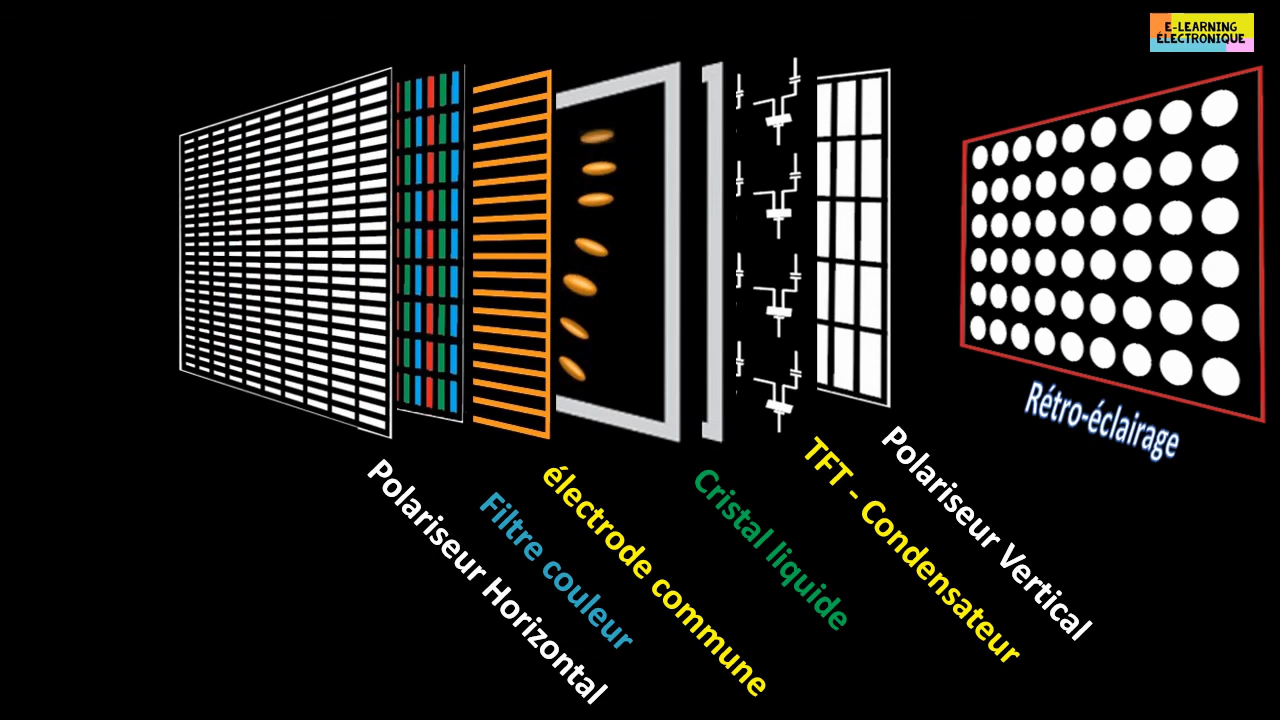 E-LEARNING
ÉLECTRONIQUE
Rétro-éclairage
Polariseur Horizontal
Filtre couleur
électrode commune
Cristal liquide
TFT - Condensateur
Polariseur Vertical